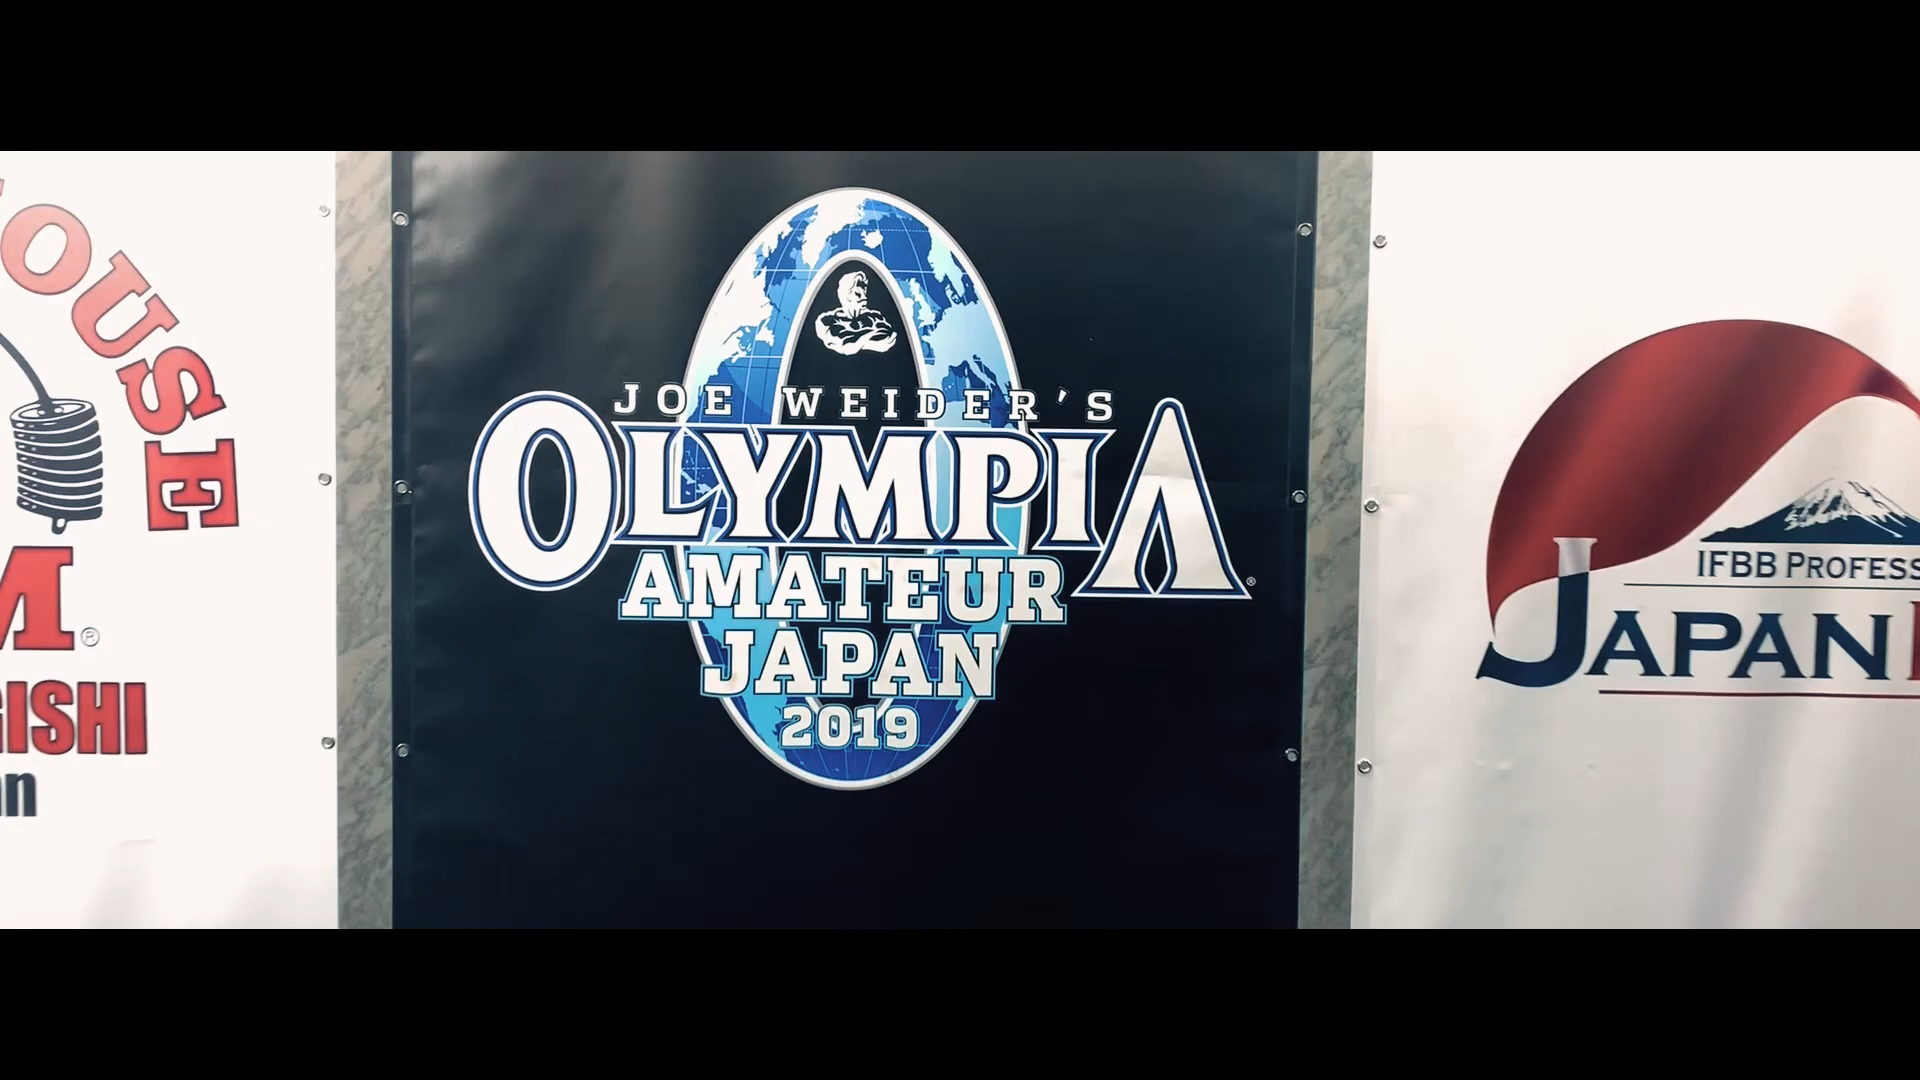 OUSE
M®
GISHI
JOE WEIDER'S
OLYMPIA®
AMATEUR
JAPAN
2019
IFBB PROFESS
JAPAN